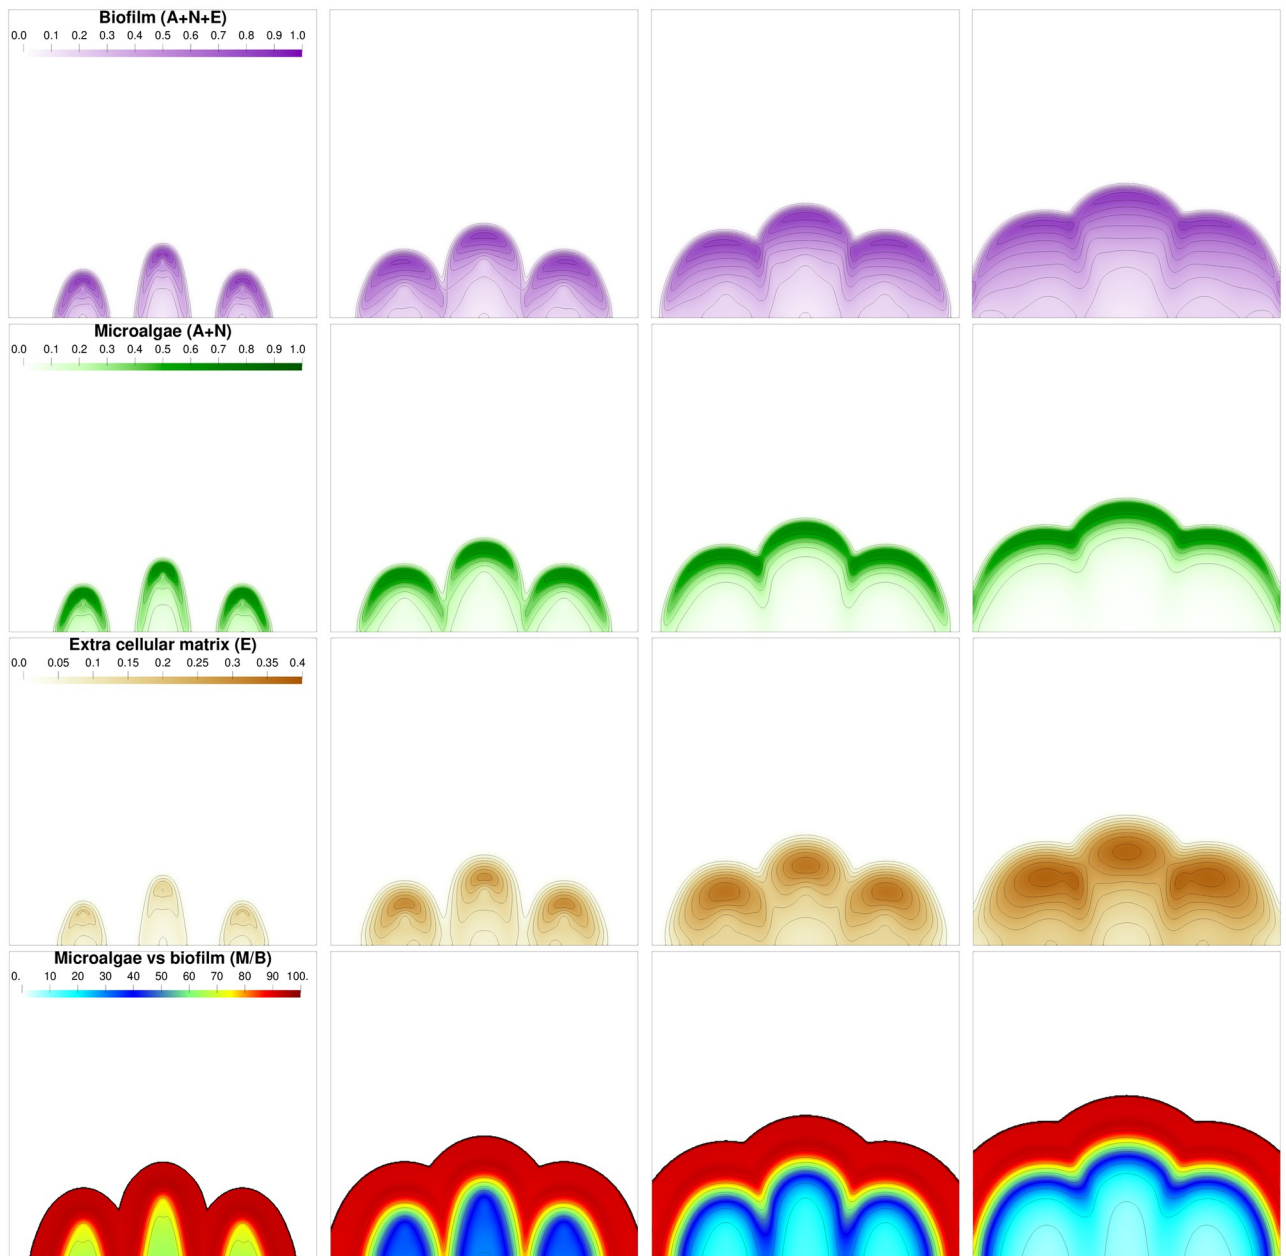 Biofilm (A+N+E)
0.0 0.1 0.2 0.3 0.4 0.5 0.6 0.7 0.8 0.9 1.0
Microalgae (A+N)
0.0 0.1 0.2 0.3 0.4 0.5 0.6 0.7 0.8 0.9 1.0
Extra cellular matrix (E)
0.0 0.05 0.1 0.15 0.2 0.25 0.3 0.35 0.4
Microalgae vs biofilm (M/B)
0. 10 20 30 40 50 60 70 80 90 100.